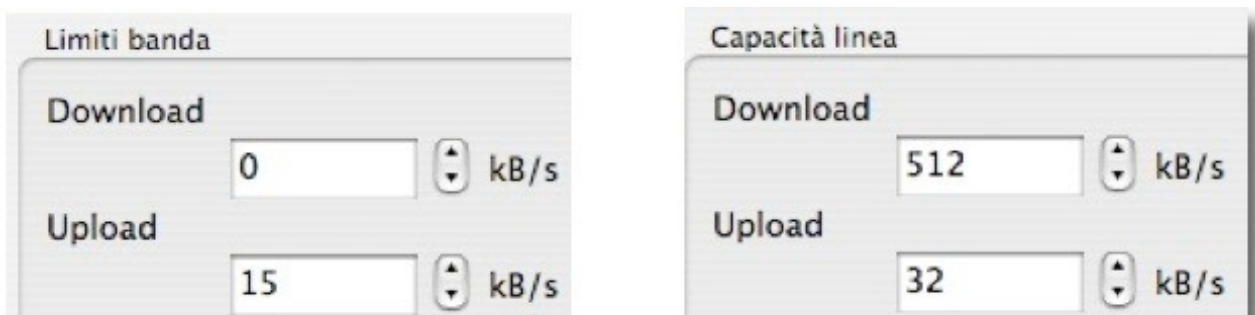 Limiti banda
Download
0 kB/s
Upload
15 kB/s
Capacità linea
Download
512 kB/s
Upload
32 kB/s